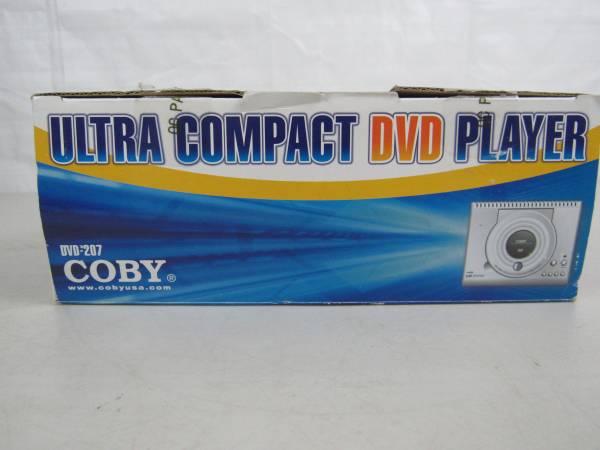 ULTRA COMPACT DVD PLAYER
DVD-207
COBY®
www.cobyusa.com